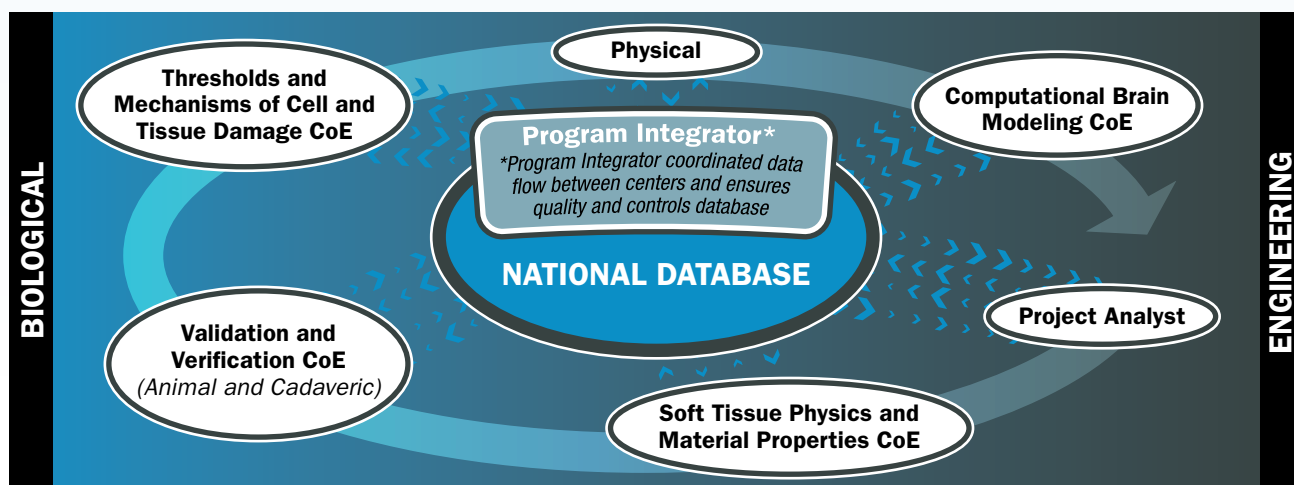 BIOLOGICAL
Thresholds and
Mechanisms of Cell and
Tissue Damage CoE
Physical
Computational Brain
Modeling CoE
Program Integrator*
*Program Integrator coordinated data
flow between centers and ensures
quality and controls database
NATIONAL DATABASE
Validation and
Verification CoE
(Animal and Cadaveric)
Project Analyst
Soft Tissue Physics and
Material Properties CoE
ENGINEERING